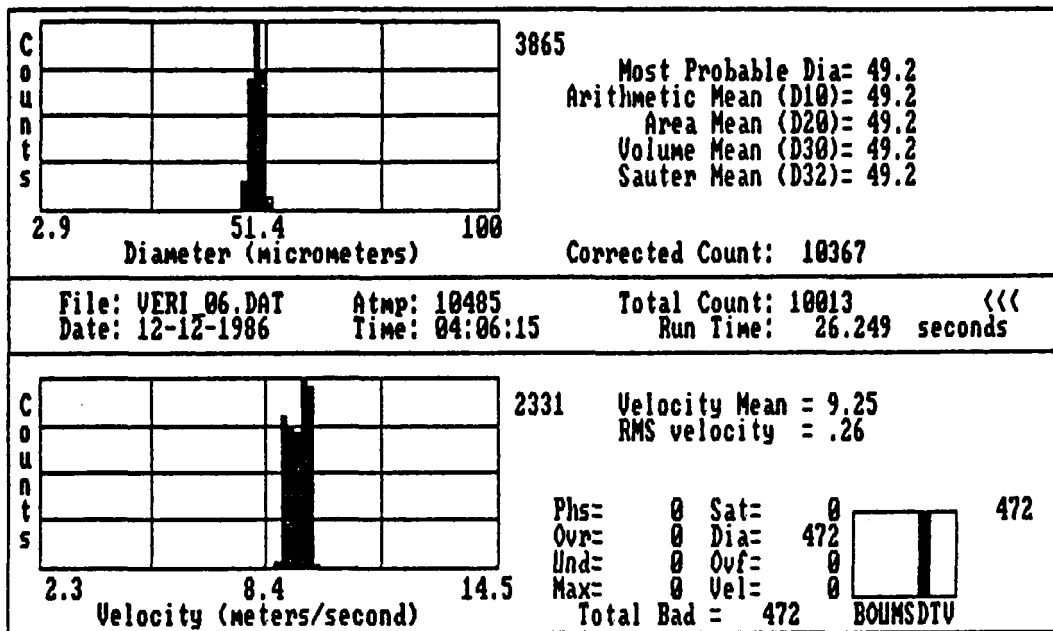 Counts
3865
Most Probable Dia= 49.2
Arithmetic Mean (D10)= 49.2
Area Mean (D20)= 49.2
Volume Mean (D30)= 49.2
Sauter Mean (D32)= 49.2
2.9 51.4 100
Diameter (micrometers)
Corrected Count: 10367
File: VERI_06.DAT Atmp: 10485 Total Count: 10013 <<<
Date: 12-12-1986 Time: 04:06:15 Run Time: 26.249 seconds
Counts
2331
Velocity Mean = 9.25
RMS velocity = .26
2.3 8.4 14.5
Velocity (meters/second)
Phs= 0 Sat= 0 472
Ovr= 0 Dia= 472
Und= 0 Ovf= 0
Max= 0 Vel= 0
Total Bad = 472 BOUMSDTV